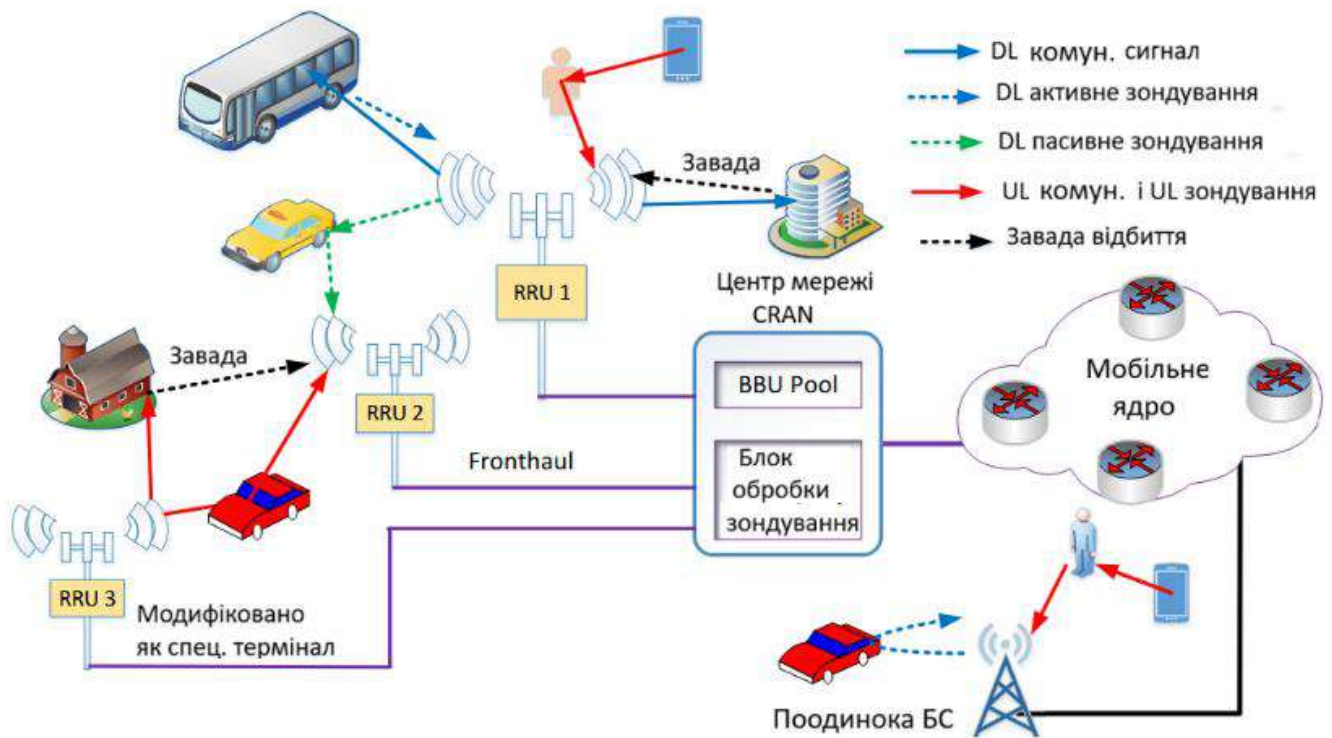 DL комун. сигнал
DL активне зондування
DL пасивне зондування
UL комун. і UL зондування
Завада відбиття
Завада
RRU 1
Центр мережі
CRAN
Завада
RRU 2
BBU Pool
Мобільне
ядро
Fronthaul
Блок
обробки
зондування
RRU 3
Модифіковано
як спец. термінал
Поодинока БС